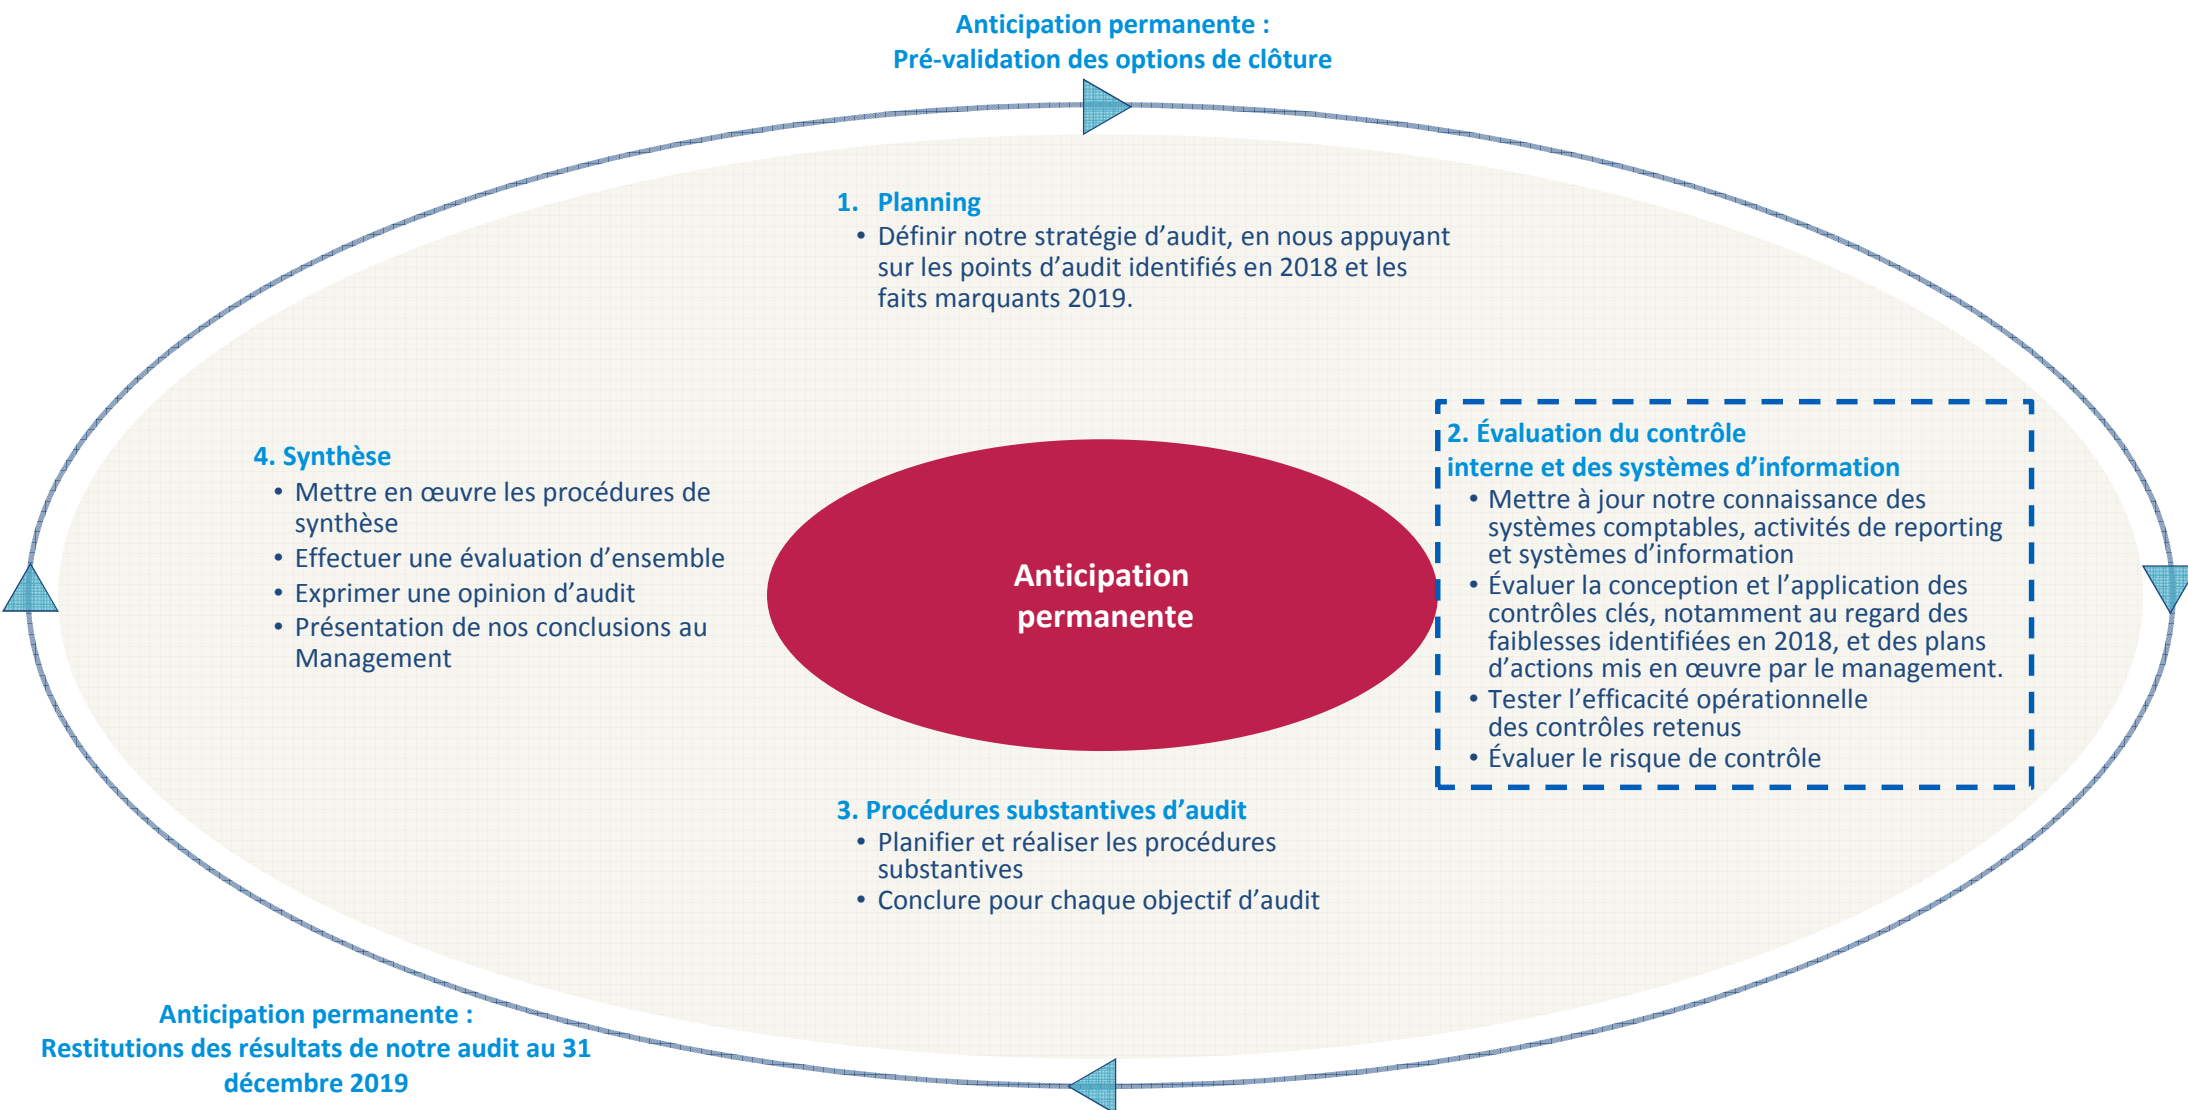 Anticipation permanente :
Pré-validation des options de clôture
1. Planning
• Définir notre stratégie d’audit, en nous appuyant
sur les points d’audit identifiés en 2018 et les
faits marquants 2019.
2. Évaluation du contrôle
interne et des systèmes d’information
• Mettre à jour notre connaissance des
systèmes comptables, activités de reporting
et systèmes d’information
• Évaluer la conception et l’application des
contrôles clés, notamment au regard des
faiblesses identifiées en 2018, et des plans
d’actions mis en œuvre par le management.
• Tester l’efficacité opérationnelle
des contrôles retenus
• Évaluer le risque de contrôle
4. Synthèse
• Mettre en œuvre les procédures de
synthèse
• Effectuer une évaluation d’ensemble
• Exprimer une opinion d’audit
• Présentation de nos conclusions au
Management
Anticipation
permanente
3. Procédures substantives d’audit
• Planifier et réaliser les procédures
substantives
• Conclure pour chaque objectif d’audit
Anticipation permanente :
Restitutions des résultats de notre audit au 31
décembre 2019